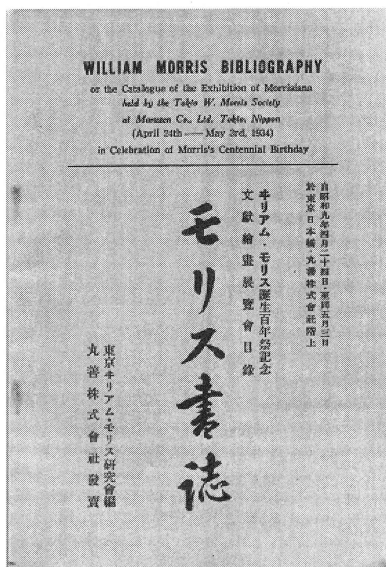 WILLIAM MORRIS BIBLIOGRAPHY
or the Catalogue of the Exhibition of Morrisiana
held by the Tokio W. Morris Society
at Maruzen Co., Ltd. Tokio, Nippon
(April 24th — May 3rd, 1934)
in Celebration of Morris's Centennial Birthday
自昭和九年四月二十四日・至同五月三日
於東京日本橋・丸善株式會社階上
ヰリアム・モリス誕生百年祭記念
文獻繪畫展覽會目錄
モリス書誌
東京ヰリアム・モリス研究會編
丸善株式會社發賣